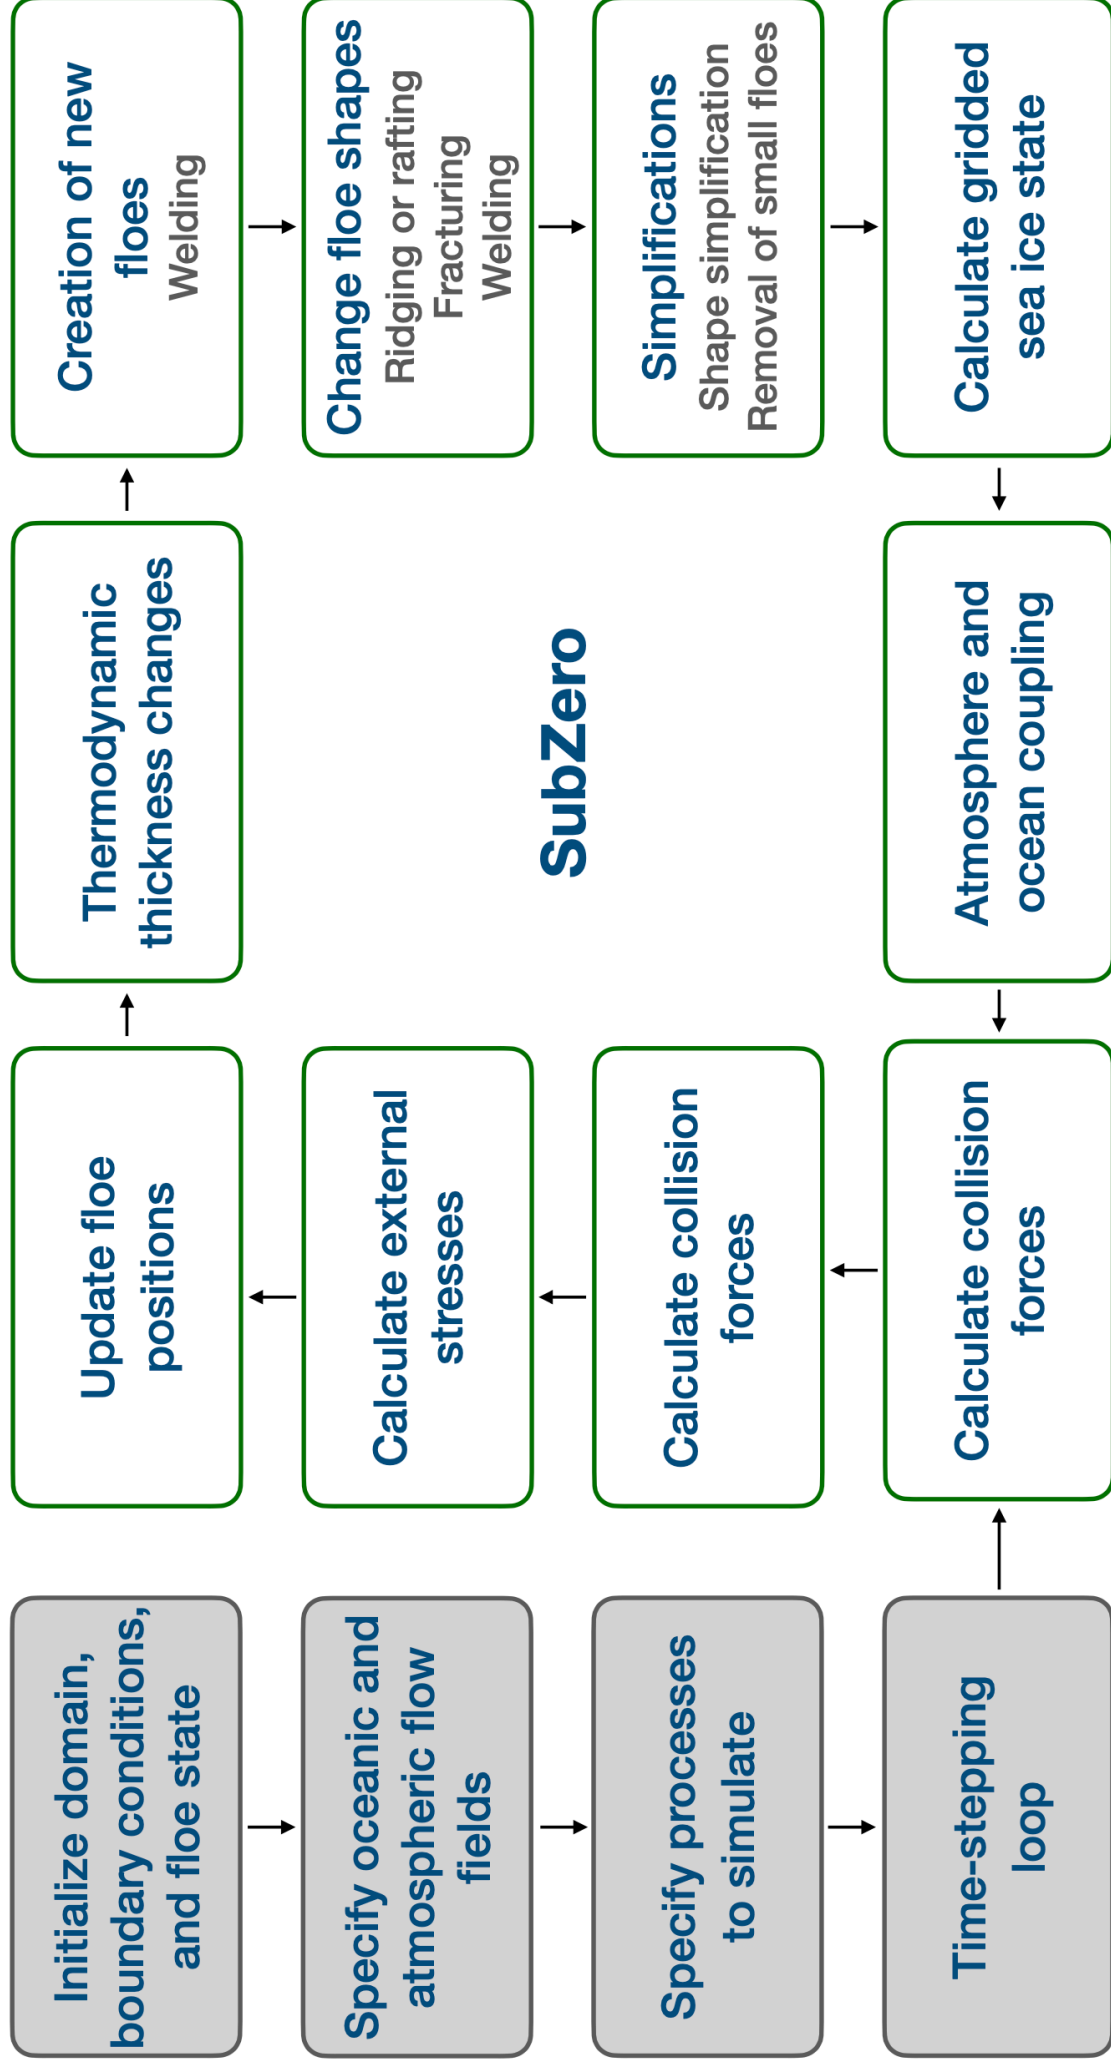 Initialize domain,
boundary conditions,
and floe state
Update floe
positions
Thermodynamic
thickness changes
Creation of new
floes
Welding
Specify oceanic and
atmospheric flow
fields
Calculate external
stresses
Change floe shapes
Ridging or rafting
Fracturing
Welding
SubZero
Specify processes
to simulate
Calculate collision
forces
Simplifications
Shape simplification
Removal of small floes
Time-stepping
loop
Calculate collision
forces
Atmosphere and
ocean coupling
Calculate gridded
sea ice state